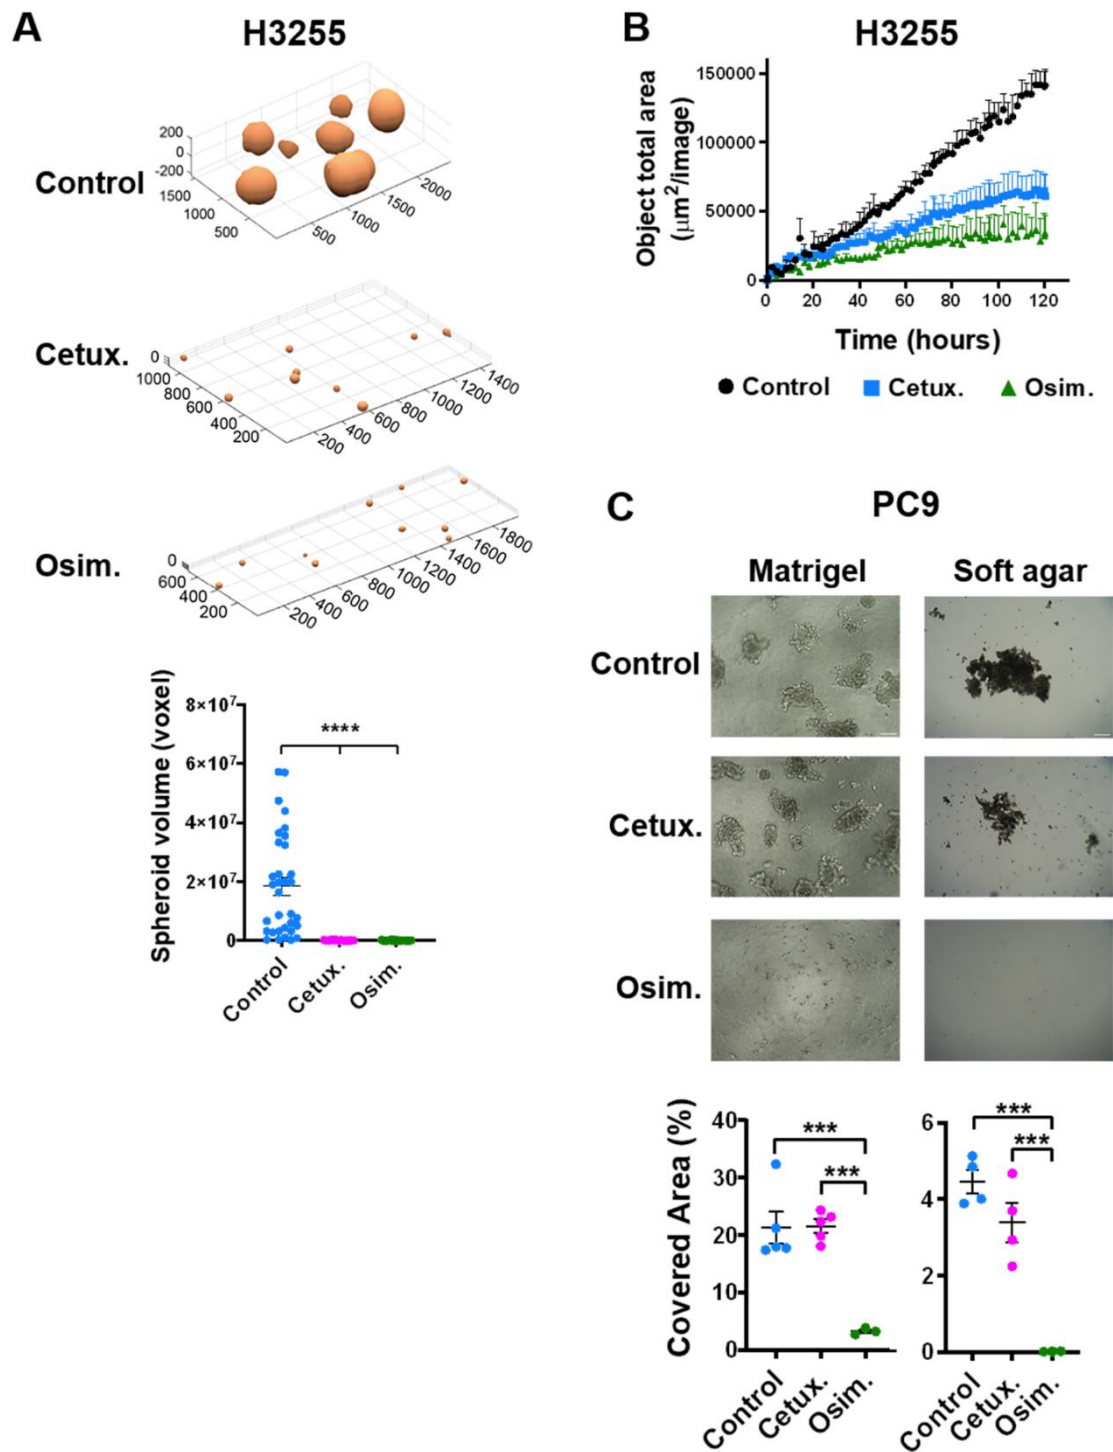 A
H3255
Control
200
0
-200
1500
1000
500
500
1000
1500
2000
Cetux.
0
1000
800
600
400
200
200
400
600
800
1000
1200
1400
Osim.
0
600
400
200
200
400
600
800
1000
1200
1400
1600
1800
Spheroid volume (voxel)
8×10⁷
6×10⁷
4×10⁷
2×10⁷
0
****
Control
Cetux.
Osim.
B
H3255
Object total area
(μm²/image)
150000
100000
50000
0
0 20 40 60 80 100 120
Time (hours)
Control Cetux. Osim.
C
PC9
Matrigel Soft agar
Control
Cetux.
Osim.
Covered Area (%)
40
30
20
10
0
***
***
Control
Cetux.
Osim.
6
4
2
0
***
***
Control
Cetux.
Osim.